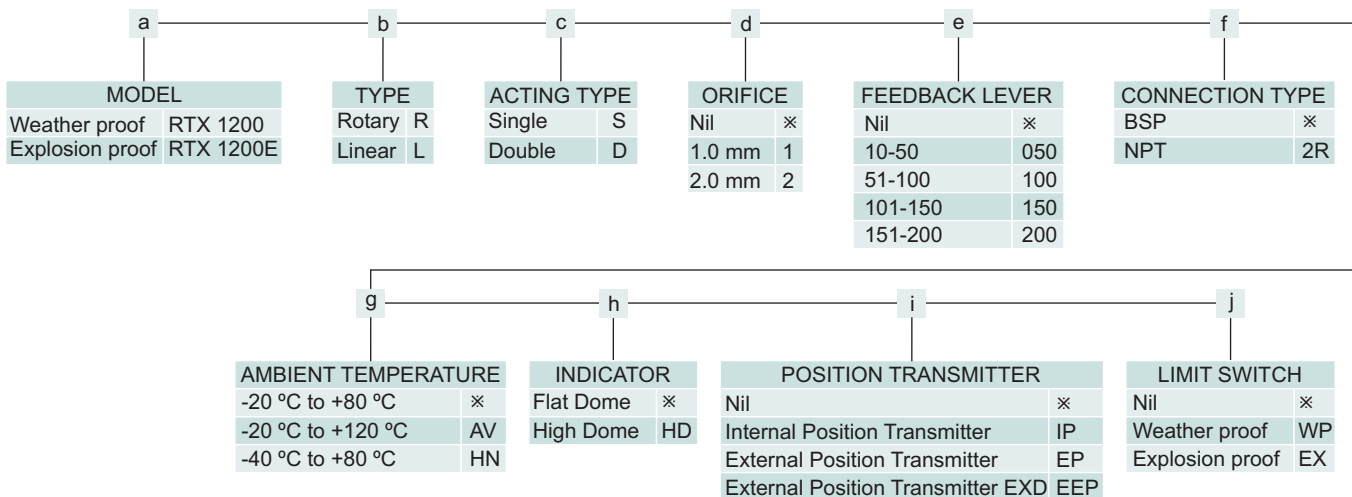 a b c d e f
MODEL
Weather proof RTX 1200
Explosion proof RTX 1200E
TYPE
Rotary R
Linear L
ACTING TYPE
Single S
Double D
ORIFICE
Nil ※
1.0 mm 1
2.0 mm 2
FEEDBACK LEVER
Nil ※
10-50 050
51-100 100
101-150 150
151-200 200
CONNECTION TYPE
BSP ※
NPT 2R
g h i j
AMBIENT TEMPERATURE
-20 ºC to +80 ºC ※
-20 ºC to +120 ºC AV
-40 ºC to +80 ºC HN
INDICATOR
Flat Dome ※
High Dome HD
POSITION TRANSMITTER
Nil ※
Internal Position Transmitter IP
External Position Transmitter EP
External Position Transmitter EXD EEP
LIMIT SWITCH
Nil ※
Weather proof WP
Explosion proof EX